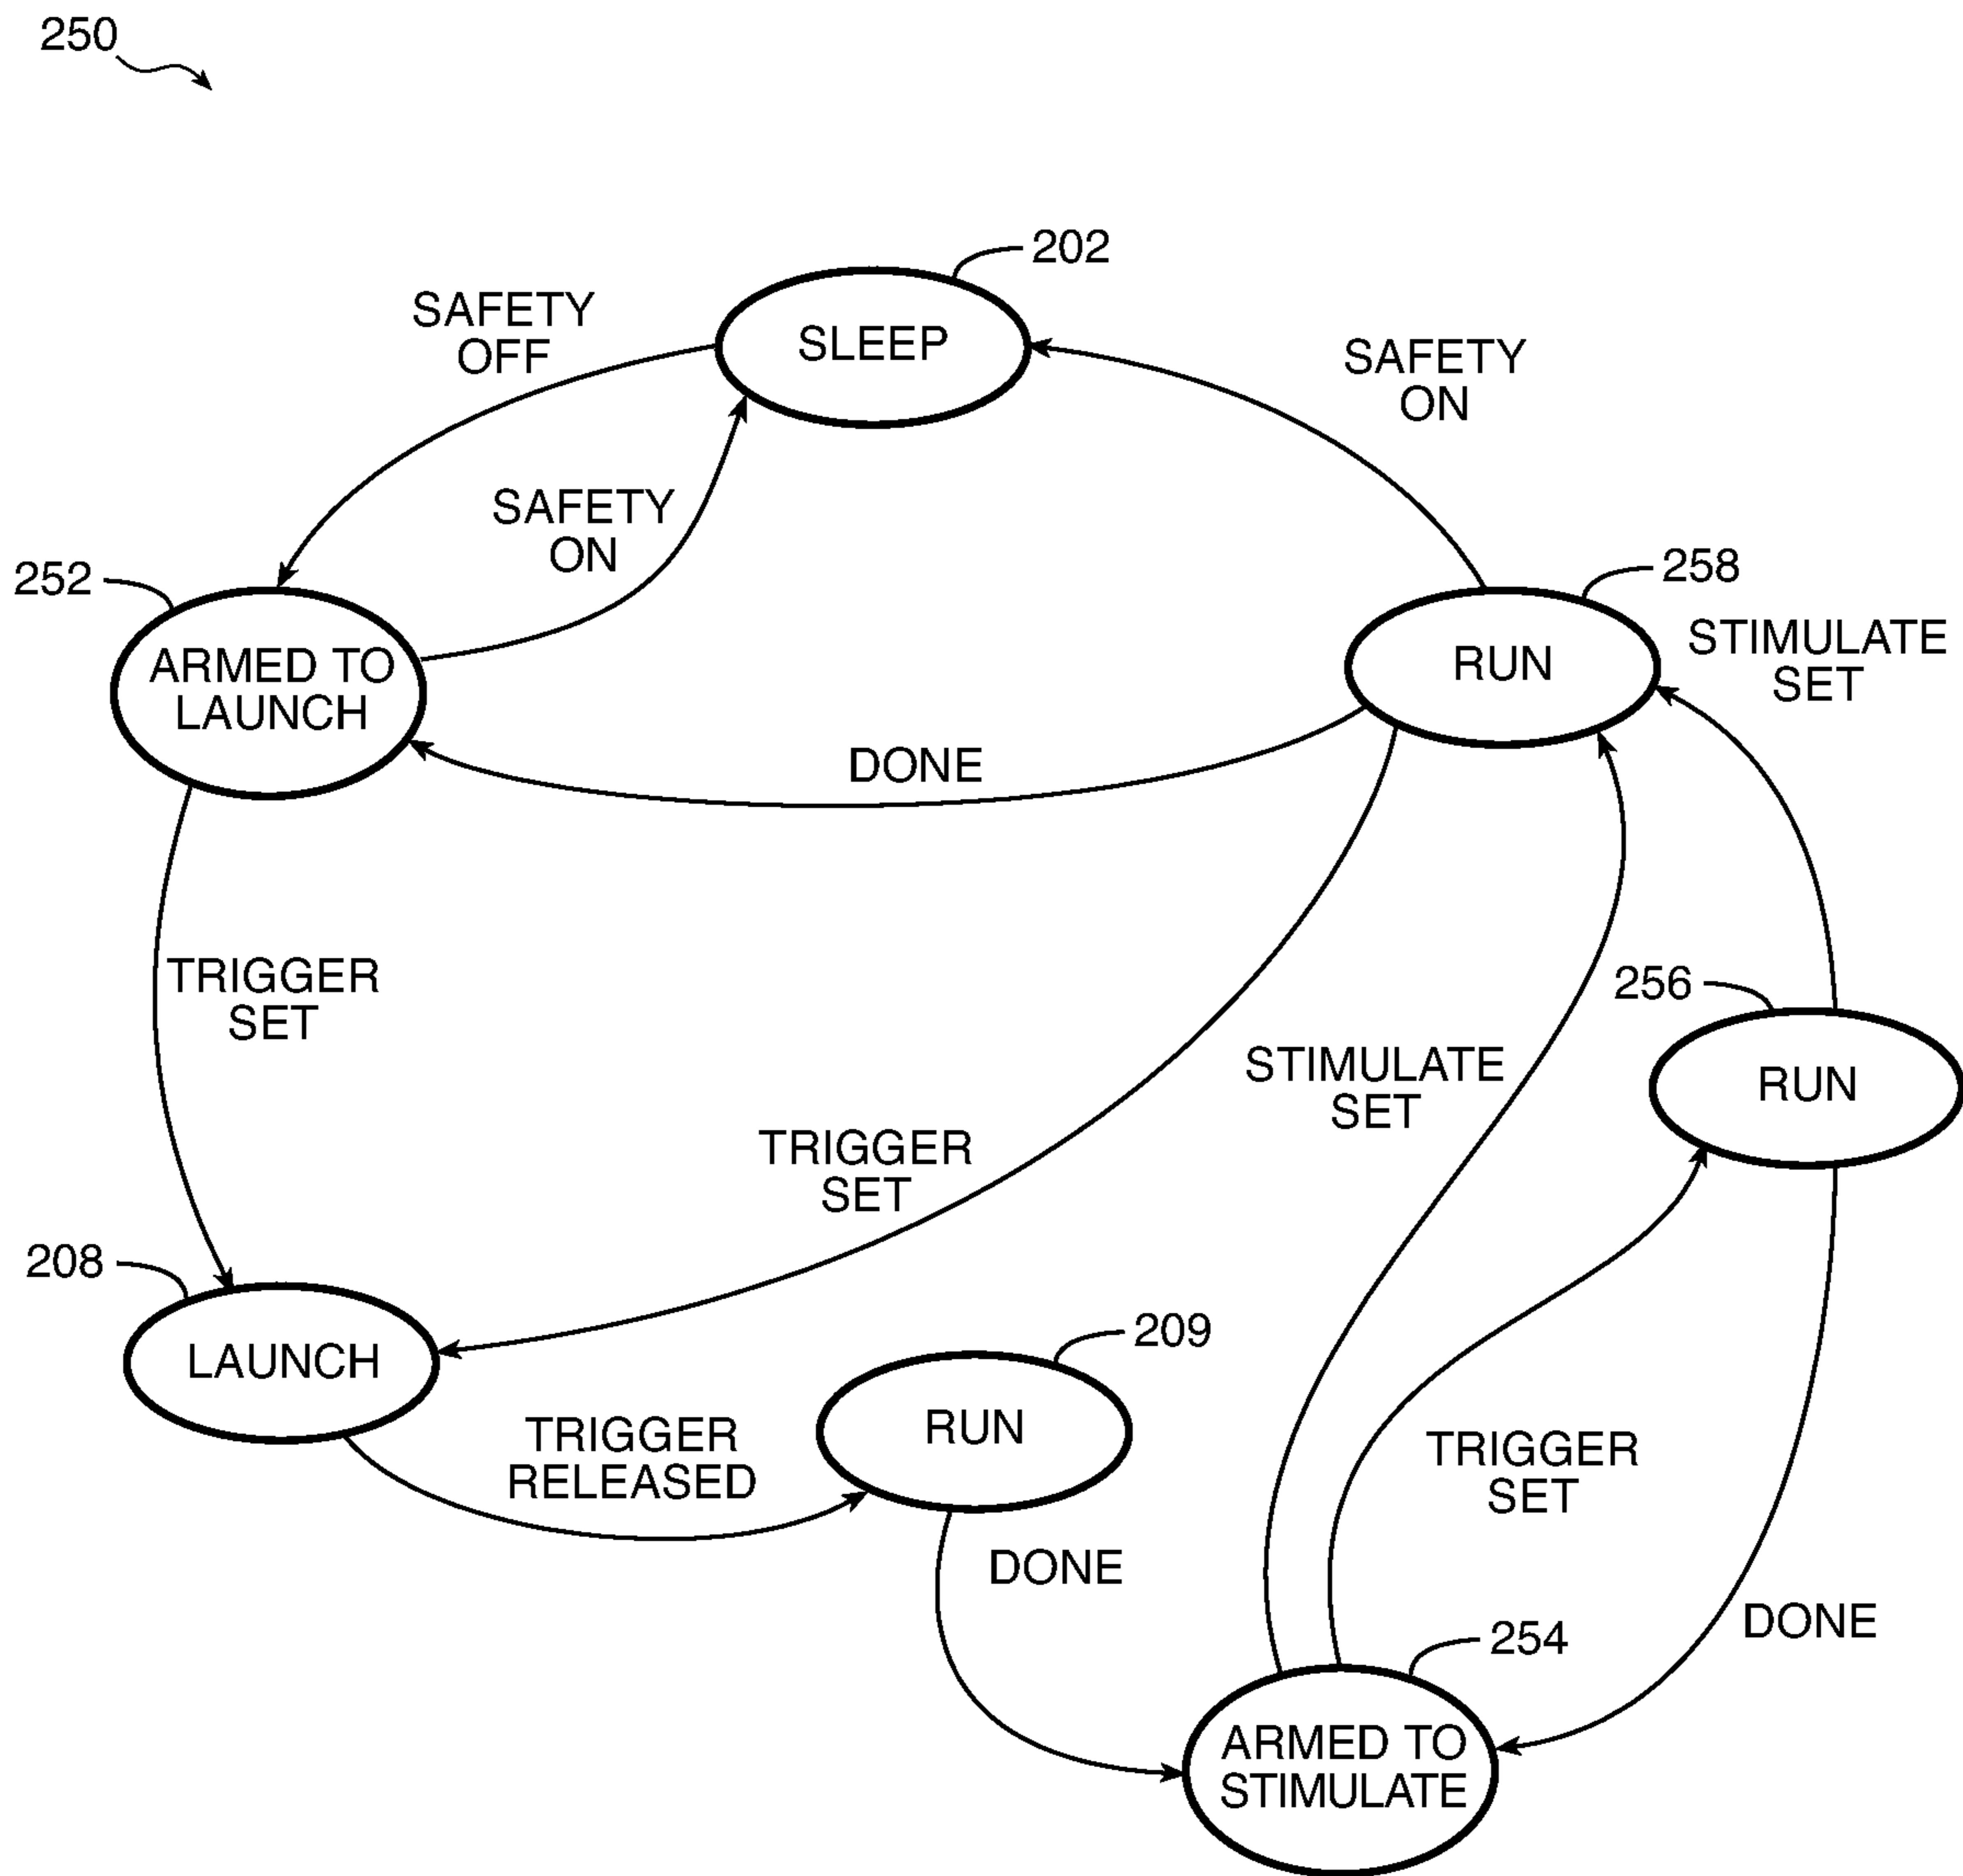 250
202
SAFETY
OFF
SLEEP
SAFETY
ON
SAFETY
ON
252
258
ARMED TO
LAUNCH
RUN
STIMULATE
SET
DONE
TRIGGER
SET
256
STIMULATE
SET
RUN
TRIGGER
SET
208
LAUNCH
209
RUN
TRIGGER
RELEASED
TRIGGER
SET
DONE
DONE
254
ARMED TO
STIMULATE